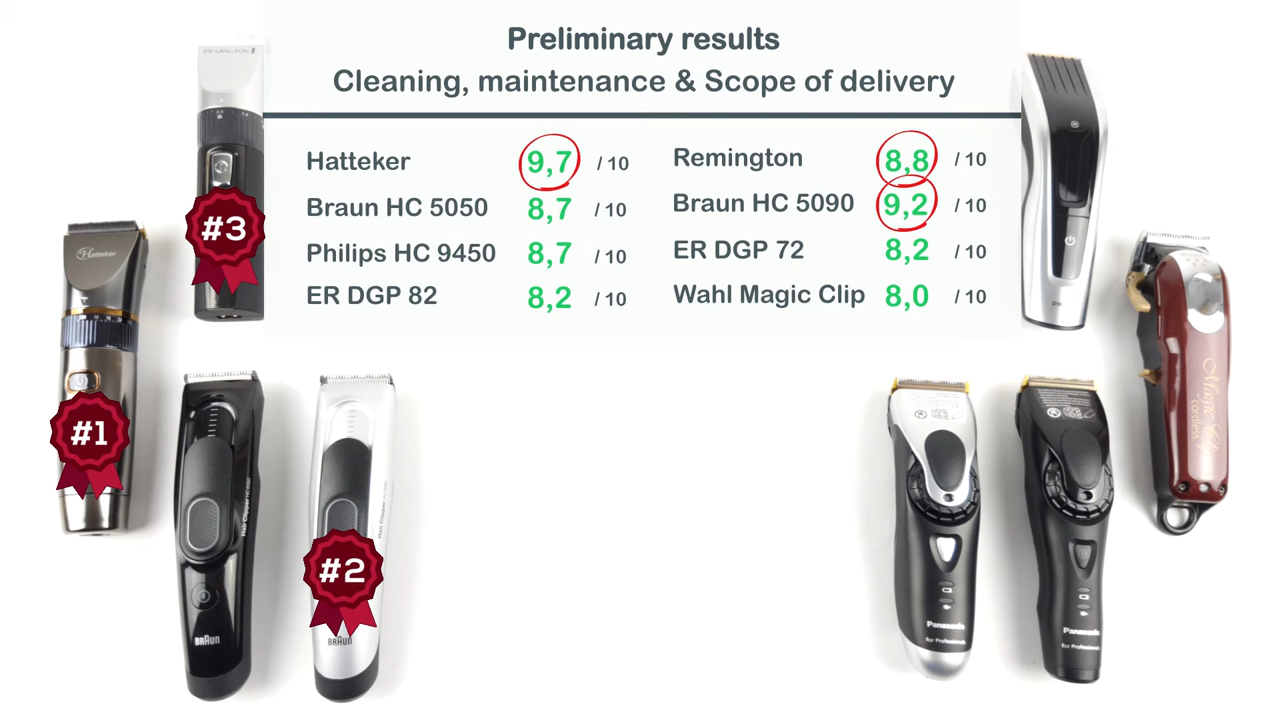 Preliminary results
Cleaning, maintenance & Scope of delivery
Hatteker 9,7 / 10
Remington 8,8 / 10
Braun HC 5050 8,7 / 10
Braun HC 5090 9,2 / 10
Philips HC 9450 8,7 / 10
ER DGP 72 8,2 / 10
ER DGP 82 8,2 / 10
Wahl Magic Clip 8,0 / 10
REMINGTON
#3
Hatteker
#1
BRAUN
#2
BRAUN
Panasonic
for Professionals
Panasonic
for Professionals
Magic Clip
cordless